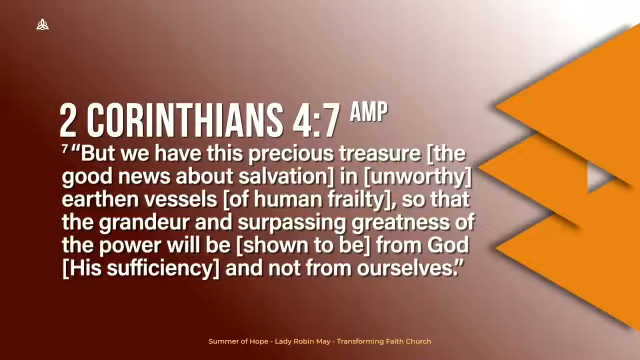 2 CORINTHIANS 4:7 AMP
7 “But we have this precious treasure [the
good news about salvation] in [unworthy]
earthen vessels [of human frailty], so that
the grandeur and surpassing greatness of
the power will be [shown to be] from God
[His sufficiency] and not from ourselves.”
Summer of Hope - Lady Robin May - Transforming Faith Church